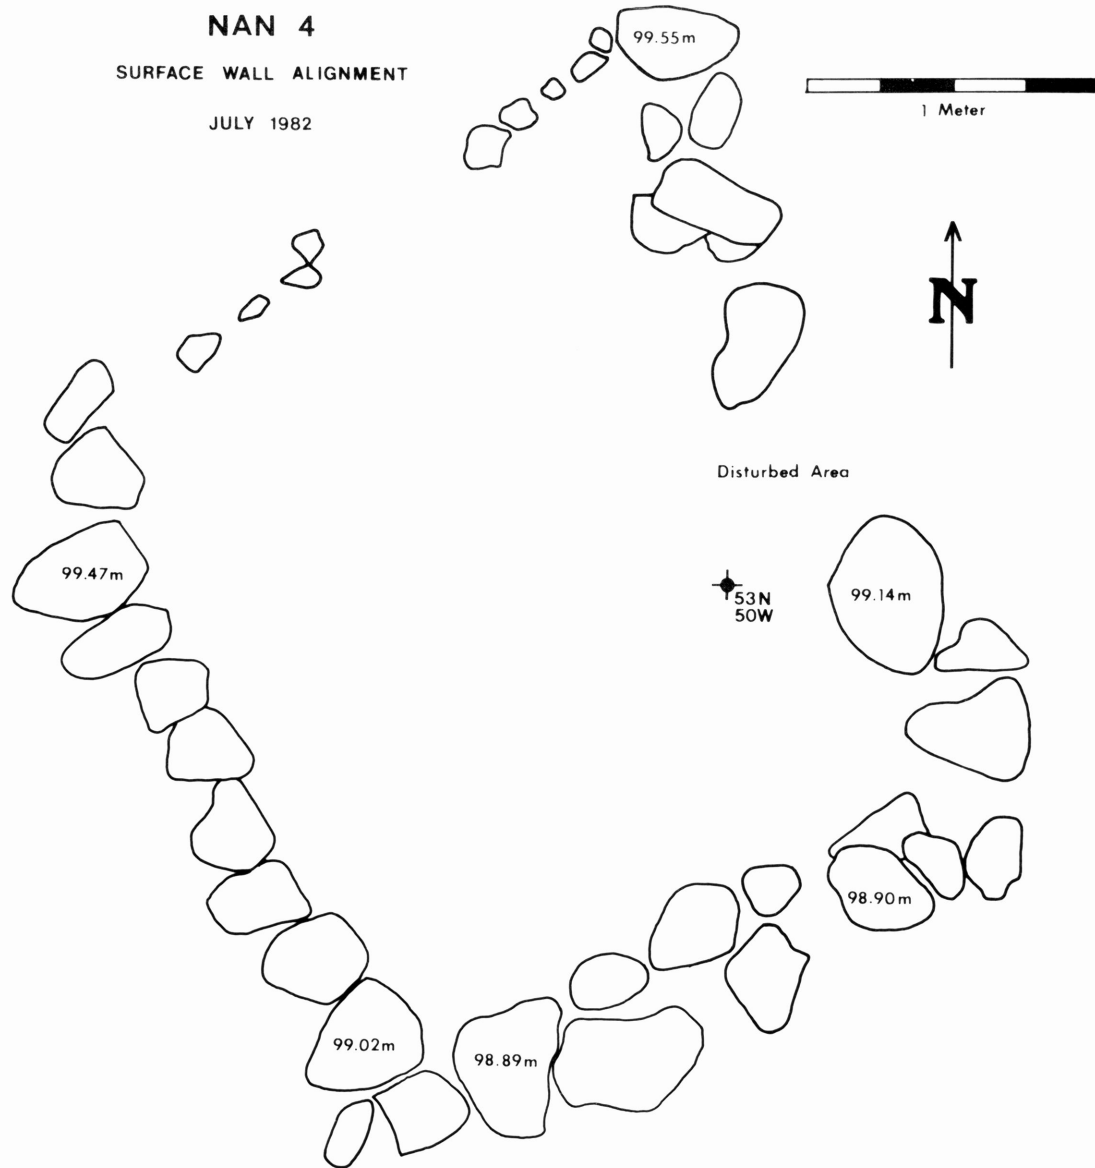 NAN 4
SURFACE WALL ALIGNMENT
JULY 1982
99.55m
1 Meter
N
Disturbed Area
99.47m
53N
50W
99.14m
98.90m
99.02m
98.89m